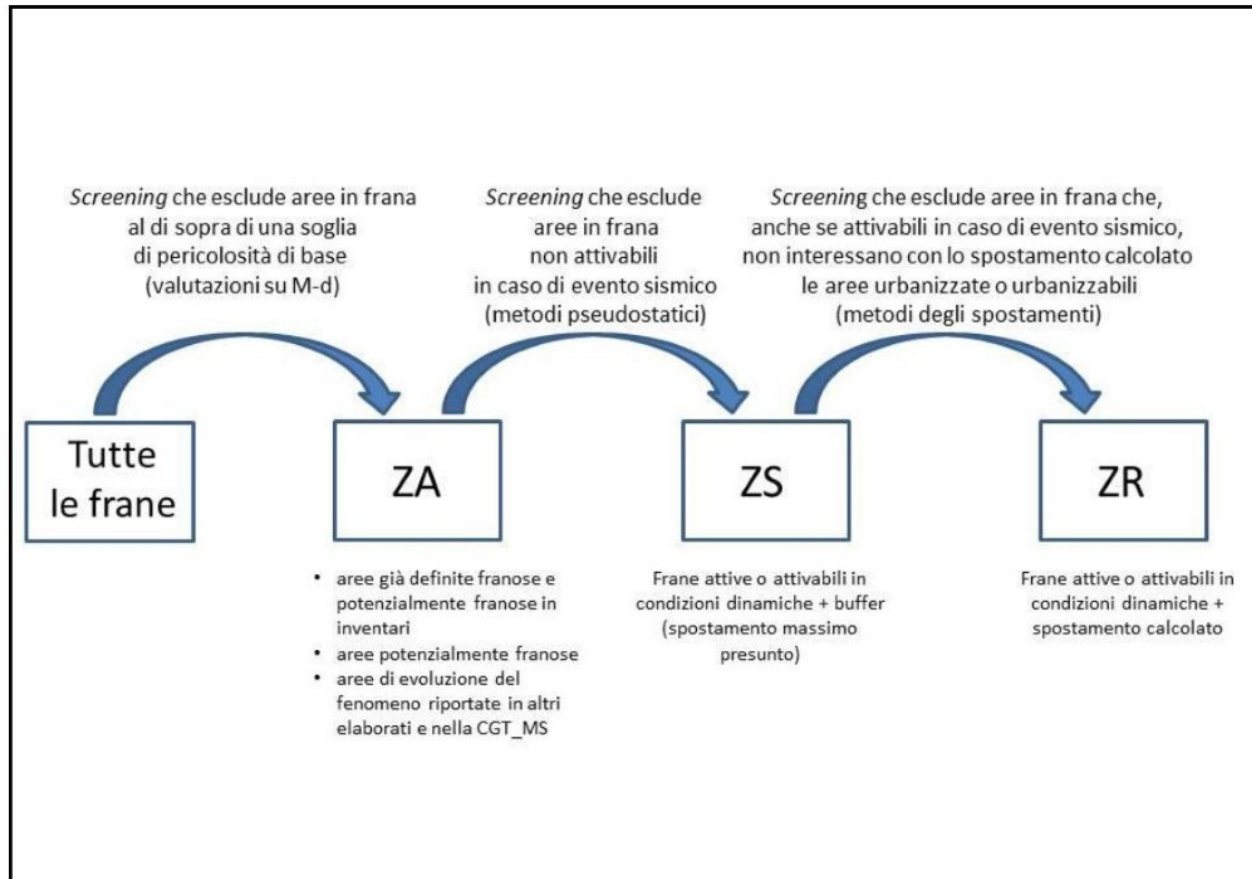 Screening che esclude aree in frana
al di sopra di una soglia
di pericolosità di base
(valutazioni su M-d)
Screening che esclude
aree in frana
non attivabili
in caso di evento sismico
(metodi pseudostatici)
Screening che esclude aree in frana che,
anche se attivabili in caso di evento sismico,
non interessano con lo spostamento calcolato
le aree urbanizzate o urbanizzabili
(metodi degli spostamenti)
Tutte
le frane
ZA
ZS
ZR
• aree già definite franose e
potenzialmente franose in
inventari
• aree potenzialmente franose
• aree di evoluzione del
fenomeno riportate in altri
elaborati e nella CGT_MS
Frane attive o attivabili in
condizioni dinamiche + buffer
(spostamento massimo
presunto)
Frane attive o attivabili in
condizioni dinamiche +
spostamento calcolato